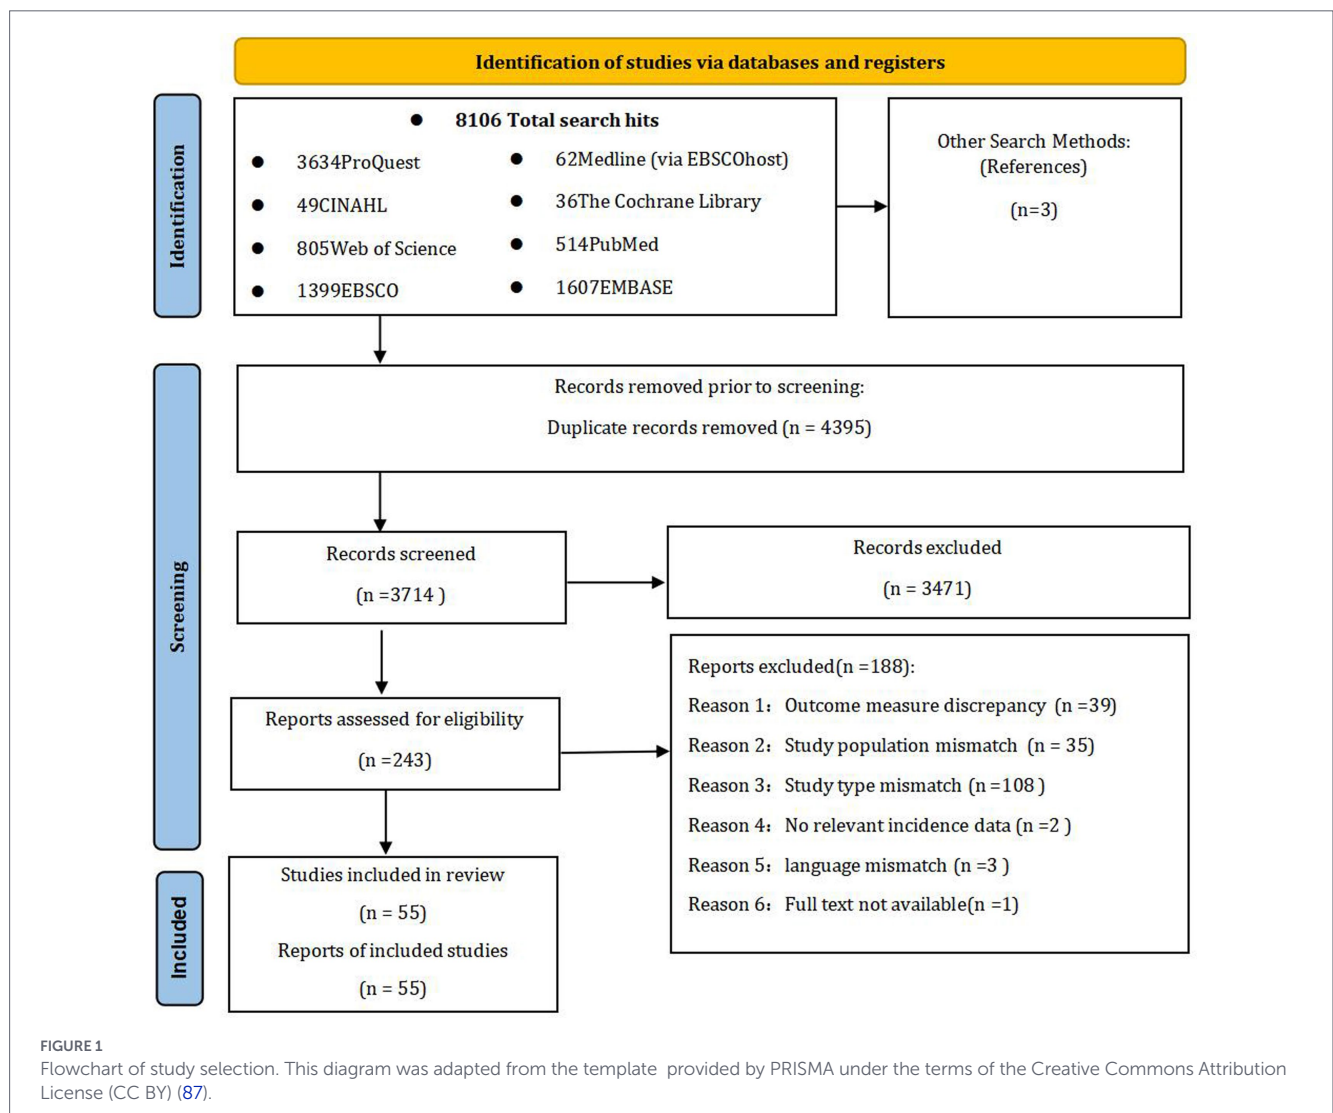 Identification of studies via databases and registers
Identification
● 8106 Total search hits
● 3634ProQuest
● 49CINAHL
● 805Web of Science
● 1399EBSCO
● 62Medline (via EBSCOhost)
● 36The Cochrane Library
● 514PubMed
● 1607EMBASE
Other Search Methods:
(References)
(n=3)
Screening
Records removed prior to screening:
Duplicate records removed (n = 4395)
Records screened
(n =3714 )
Records excluded
(n = 3471)
Reports assessed for eligibility
(n =243)
Reports excluded(n =188):
Reason 1: Outcome measure discrepancy (n =39)
Reason 2: Study population mismatch (n = 35)
Reason 3: Study type mismatch (n =108 )
Reason 4: No relevant incidence data (n =2 )
Reason 5: language mismatch (n =3 )
Reason 6: Full text not available(n =1)
Included
Studies included in review
(n = 55)
Reports of included studies
(n = 55)
FIGURE 1
Flowchart of study selection. This diagram was adapted from the template provided by PRISMA under the terms of the Creative Commons Attribution
License (CC BY) (87).